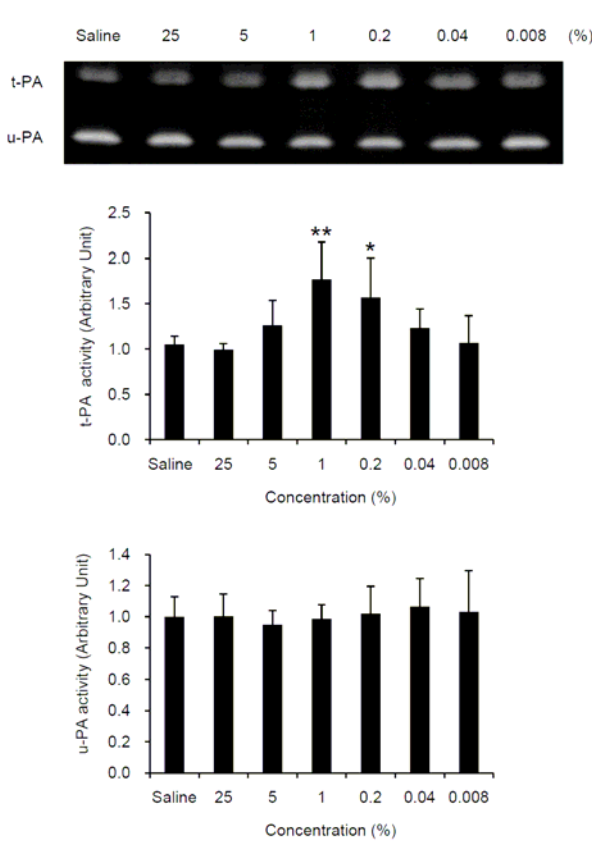 Saline 25 5 1 0.2 0.04 0.008 (%)
t-PA
u-PA
t-PA activity (Arbitrary Unit)
2.5
2.0
1.5
1.0
0.5
0.0
**
*
Saline 25 5 1 0.2 0.04 0.008
Concentration (%)
u-PA activity (Arbitrary Unit)
1.4
1.2
1.0
0.8
0.6
0.4
0.2
0.0
Saline 25 5 1 0.2 0.04 0.008
Concentration (%)